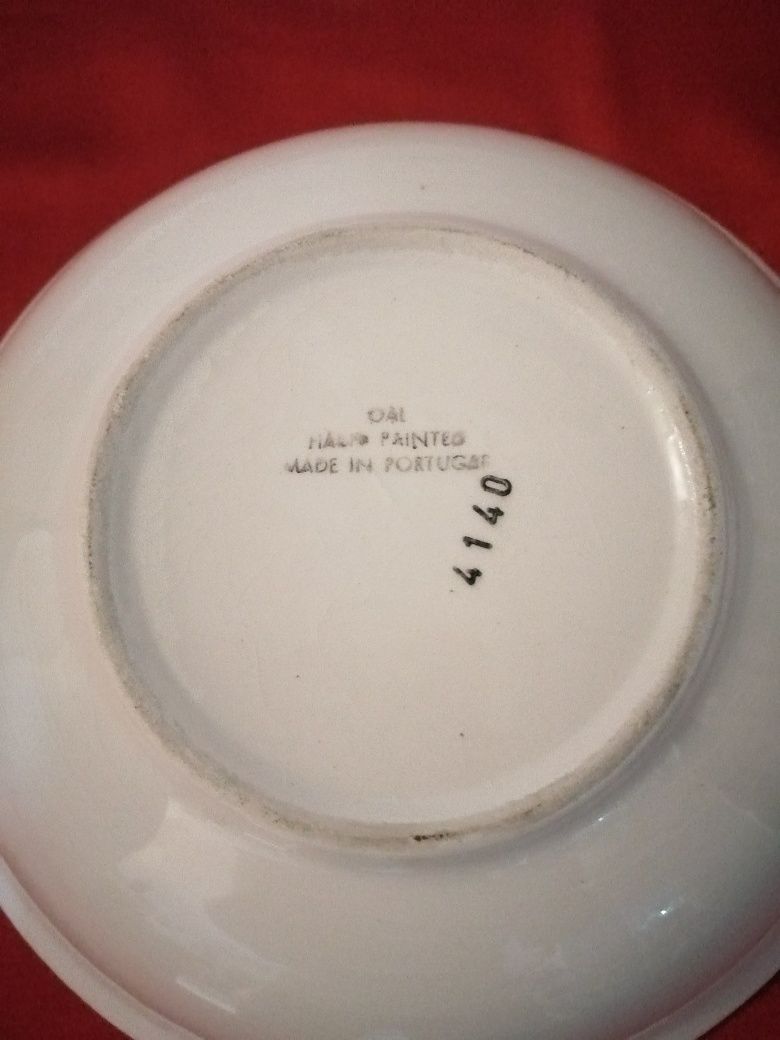 OAL
HAND PAINTED
MADE IN PORTUGAL
4140